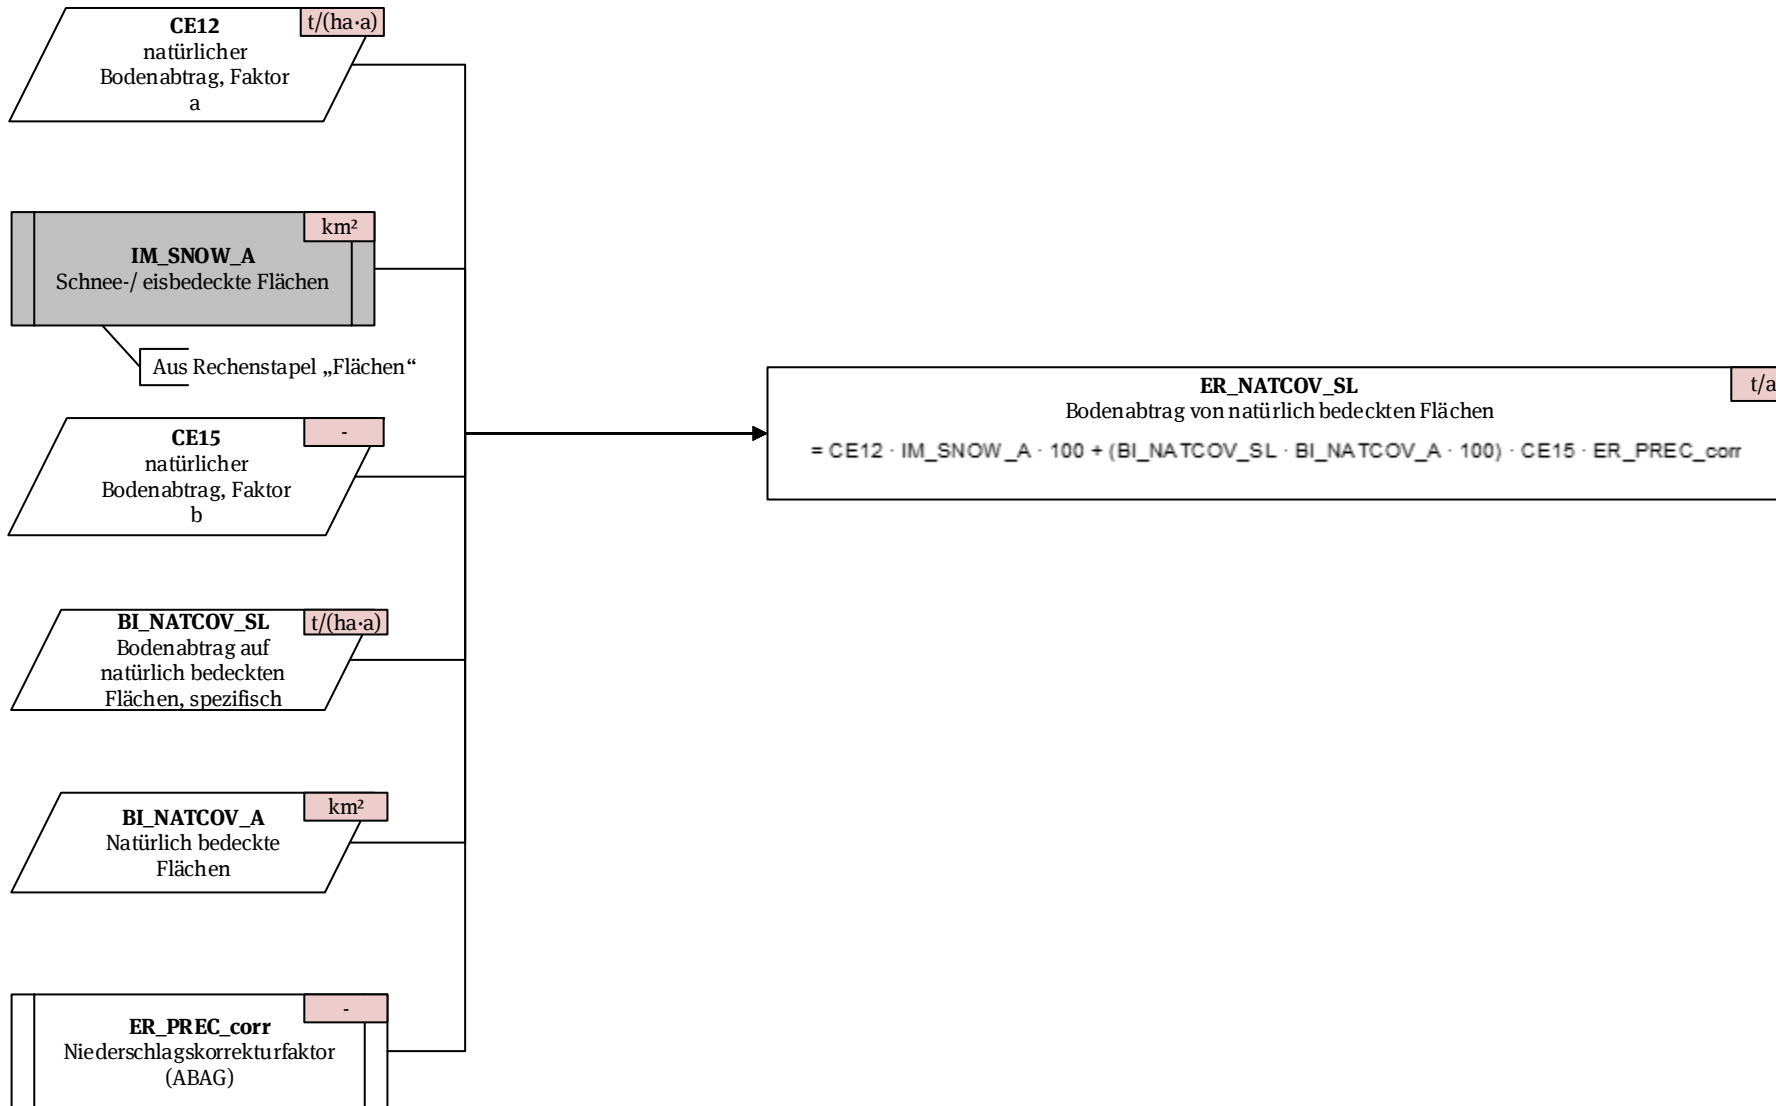 CE12
t/(ha·a)
natürlicher
Bodenabtrag, Faktor
a
km²
IM_SNOW_A
Schnee-/ eisbedeckte Flächen
Aus Rechenstapel „Flächen“
CE15
-
natürlicher
Bodenabtrag, Faktor
b
BI_NATCOV_SL
t/(ha·a)
Bodenabtrag auf
natürlich bedeckten
Flächen, spezifisch
km²
BI_NATCOV_A
Natürlich bedeckte
Flächen
-
ER_PREC_corr
Niederschlagskorrekturfaktor
(ABAG)
ER_NATCOV_SL
t/a
Bodenabtrag von natürlich bedeckten Flächen
= CE12 · IM_SNOW_A · 100 + (BI_NATCOV_SL · BI_NATCOV_A · 100) · CE15 · ER_PREC_corr